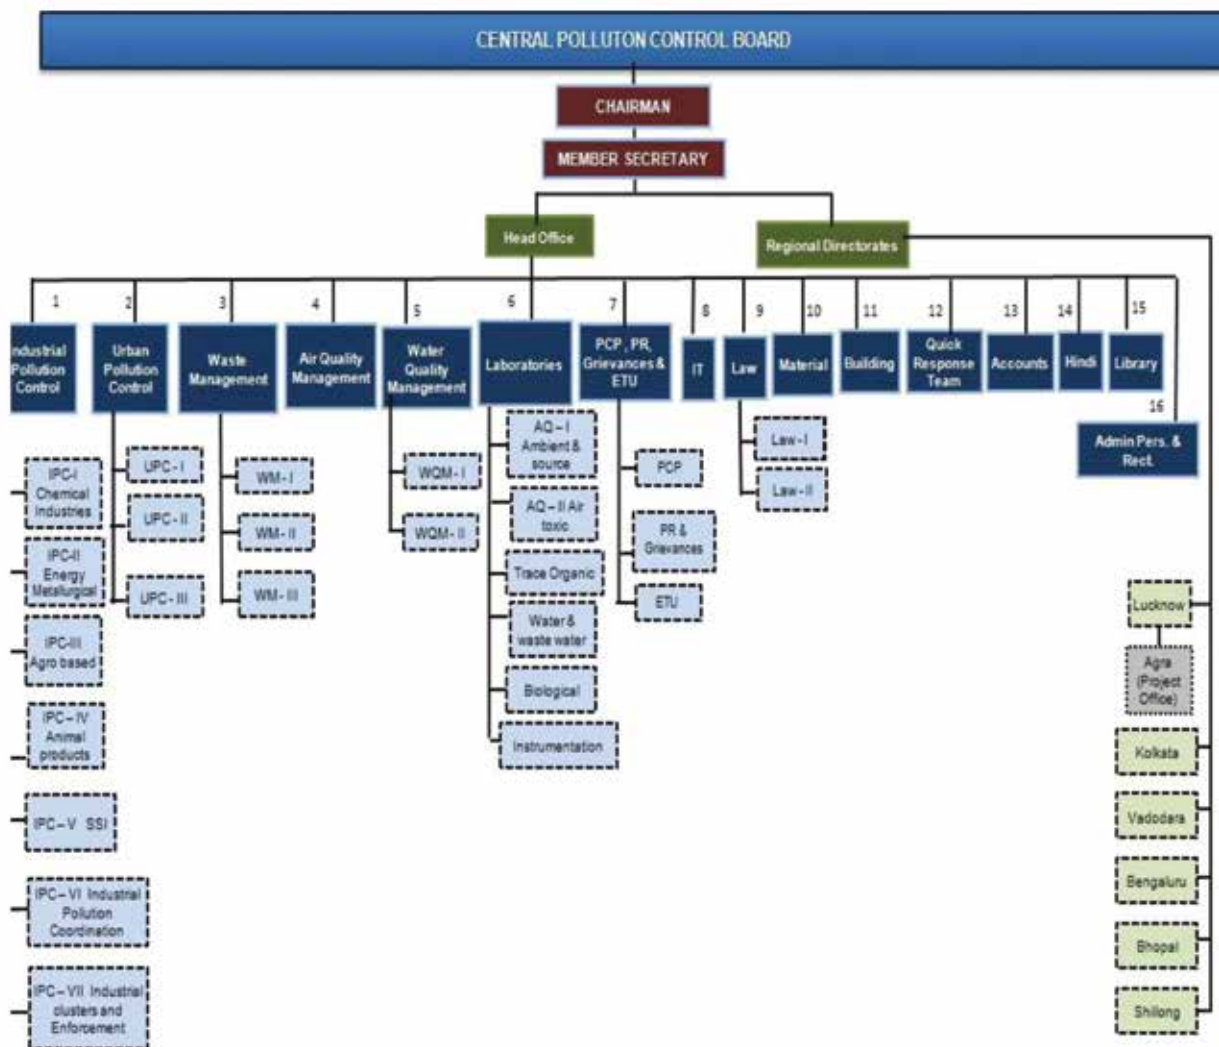 CENTRAL POLLUTON CONTROL BOARD
CHAIRMAN
MEMBER SECRETARY
Head Office
Regional Directorates
1
2
3
4
5
6
7
8
9
10
11
12
13
14
15
ndustrial
Pollution
Control
Urban
Pollution
Control
Waste
Management
Air Quality
Management
Water
Quality
Management
Laboratories
PCP , PR,
Grievances &
ETU
IT
Law
Material
Building
Quick
Response
Team
Accounts
Hindi
Library
16
Admin Pers. &
Rect.
IPC-I
Chemical
Industries
IPC-II
Energy
Metallurgical
IPC-III
Agro based
IPC – IV
Animal
products
IPC – V SSI
IPC – VI Industrial
Pollution
Coordination
IPC – VII Industrial
clusters and
Enforcement
UPC - I
UPC - II
UPC - III
WM - I
WM - II
WM - III
WQM - I
WQM - II
AQ – I
Ambient &
source
AQ – II Air
toxic
Trace Organic
Water &
waste water
Biological
Instrumentation
PCP
PR &
Grievances
ETU
Law - I
Law - II
Lucknow
Agra
(Project
Office)
Kolkata
Vadodara
Bengaluru
Bhopal
Shillong